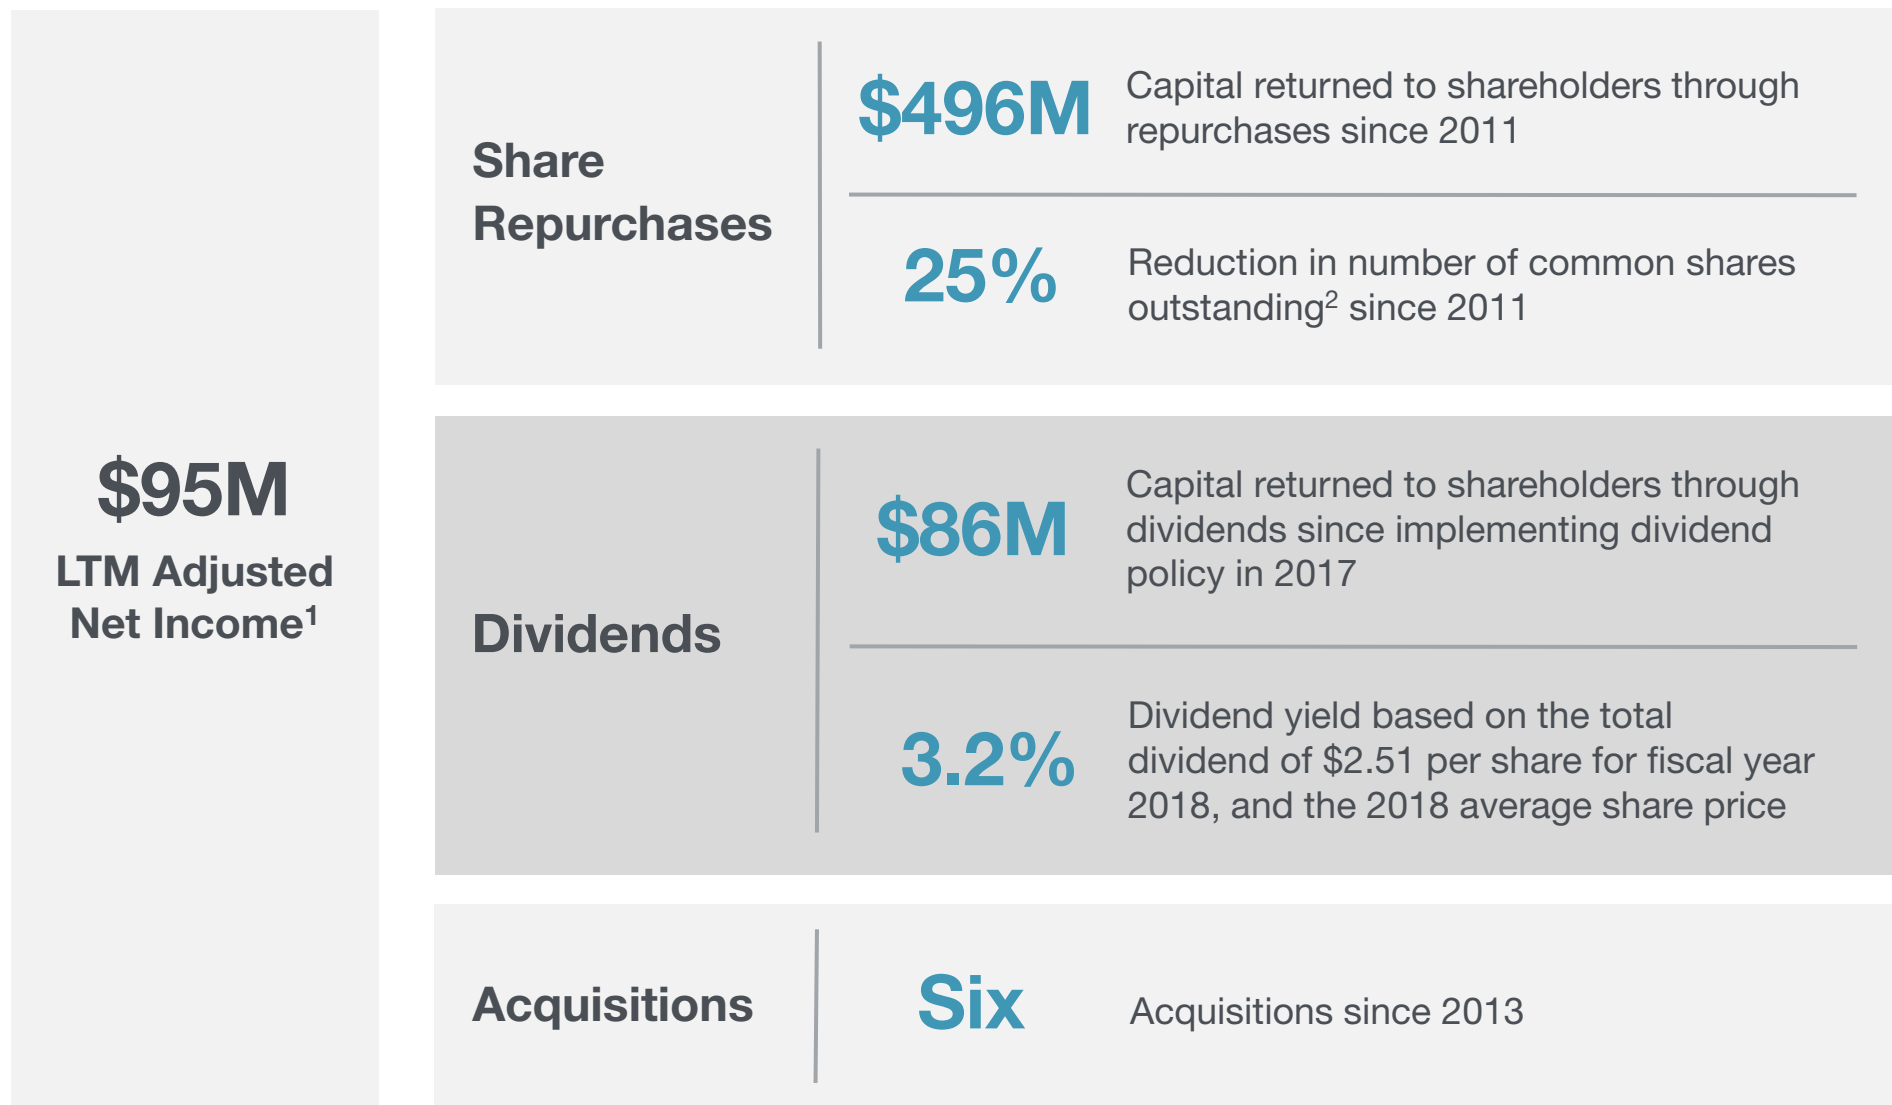 $95M
LTM Adjusted
Net Income¹
Share
Repurchases
$496M
Capital returned to shareholders through
repurchases since 2011
25%
Reduction in number of common shares
outstanding² since 2011
Dividends
$86M
Capital returned to shareholders through
dividends since implementing dividend
policy in 2017
3.2%
Dividend yield based on the total
dividend of $2.51 per share for fiscal year
2018, and the 2018 average share price
Acquisitions
Six
Acquisitions since 2013